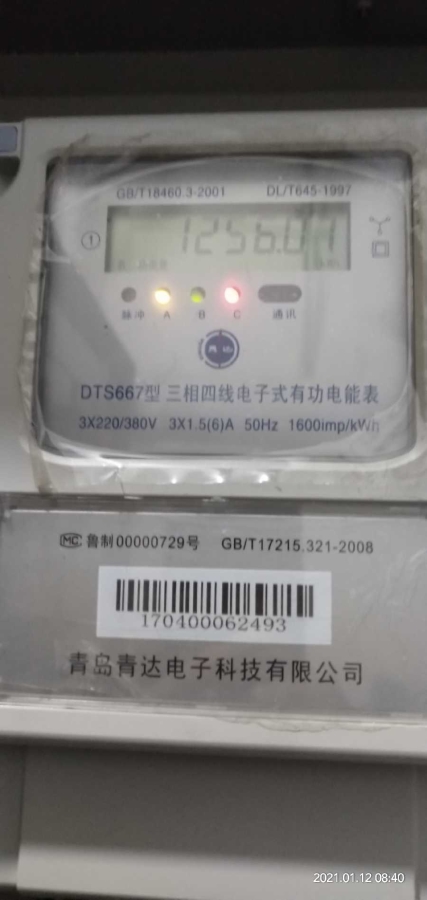 GB/T18460.3-2001 DL/T645-1997
① 1256.01
脉冲 A B C 通讯
DTS667型 三相四线电子式有功电能表
3X220/380V 3X1.5(6)A 50Hz 1600imp/kWh
MC 鲁制00000729号 GB/T17215.321-2008
170400062493
青岛青达电子科技有限公司
2021.01.12 08:40